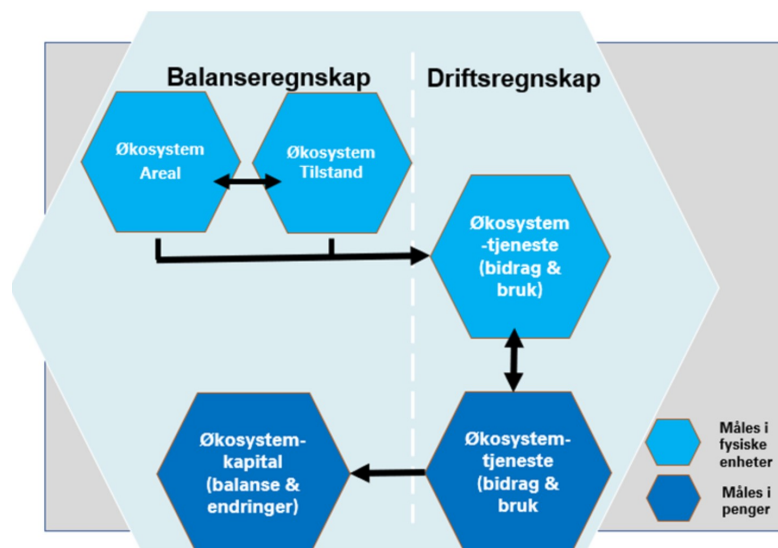 Balanseregnskap
Driftsregnskap
Økosystem
Areal
Økosystem
Tilstand
Økosystem
-tjeneste
(bidrag &
bruk)
Økosystem-
kapital
(balanse &
endringer)
Økosystem-
tjeneste
(bidrag &
bruk
Måles i
fysiske
enheter
Måles i
penger